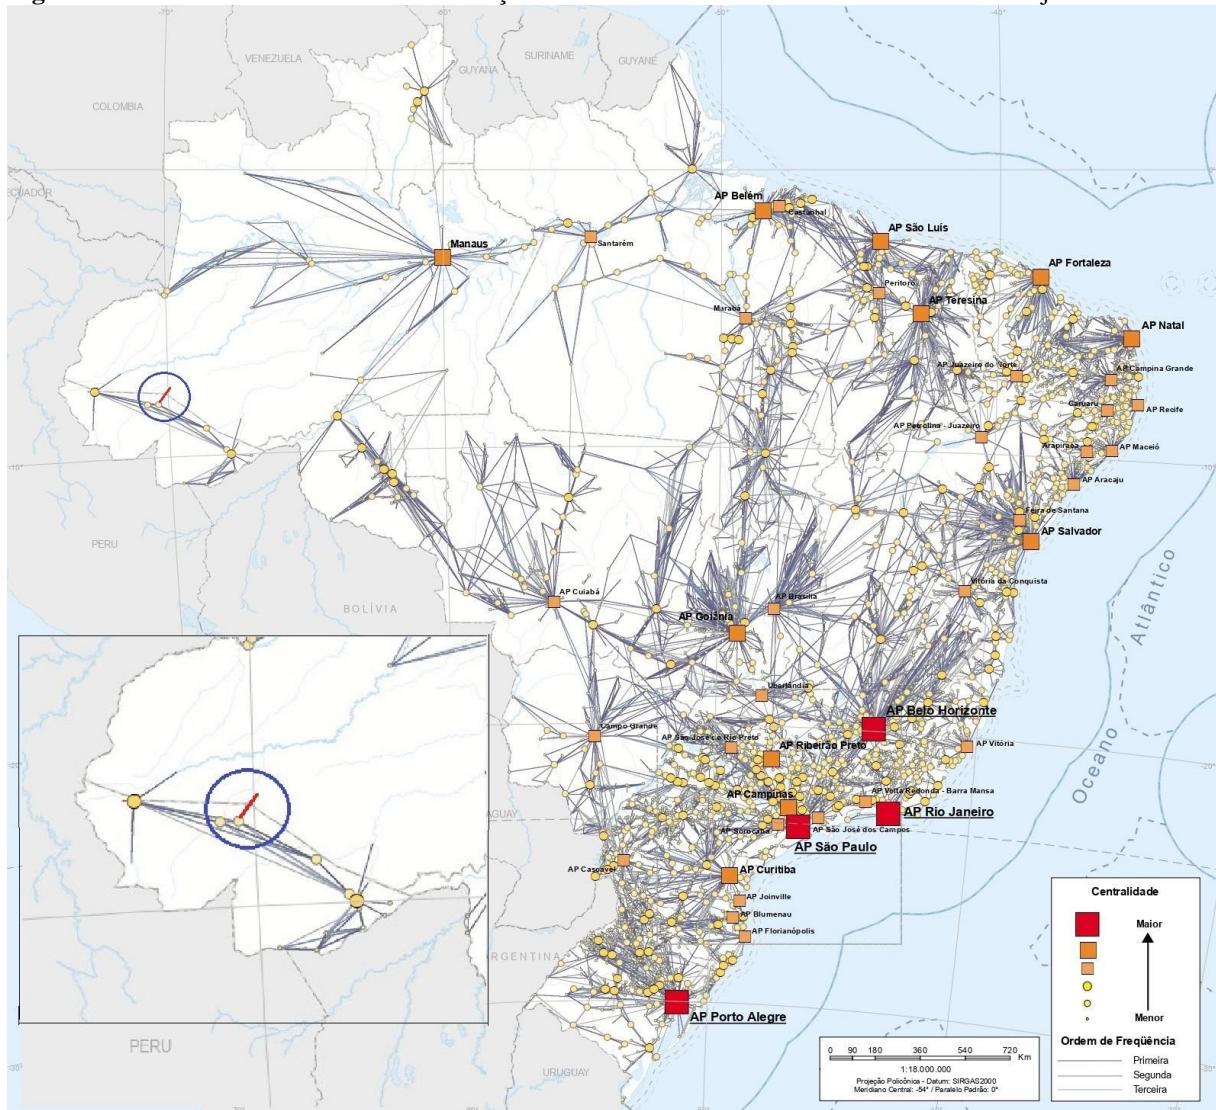 VENEZUELA
GUYANA
SURINAME
GUYANE
COLOMBIA
-70
-60
-50
-40
AP Belém
Castanhal
AP São Luís
Manaus
Santarém
AP Fortaleza
Peritoró
AP Teresina
Marabá
AP Natal
AP Juazeiro do Norte
AP Campina Grande
Caruaru
AP Recife
AP Petrolina - Juazeiro
Arapiraca
AP Maceió
-10
AP Aracaju
Feira de Santana
AP Salvador
PERU
Vitória da Conquista
AP Cuiabá
AP Brasília
BOLÍVIA
AP Goiânia
Oceano Atlântico
Uberlândia
AP Belo Horizonte
Campo Grande
AP São José do Rio Preto
AP Ribeirão Preto
AP Vitória
AP Campinas
AP Volta Redonda - Barra Mansa
AP Rio Janeiro
AP Sorocaba
AP São José dos Campos
AP São Paulo
AP Cascavel
AP Curitiba
AP Joinville
AP Blumenau
AP Florianópolis
AP Porto Alegre
PERU
URUGUAY
Centralidade
Maior
Menor
Ordem de Freqüência
Primeira
Segunda
Terceira
0 90 180 360 540 720 Km
1:18.000.000
Projeção Policônica - Datum: SIRGAS2000
Meridiano Central: -54° / Paralelo Padrão: 0°